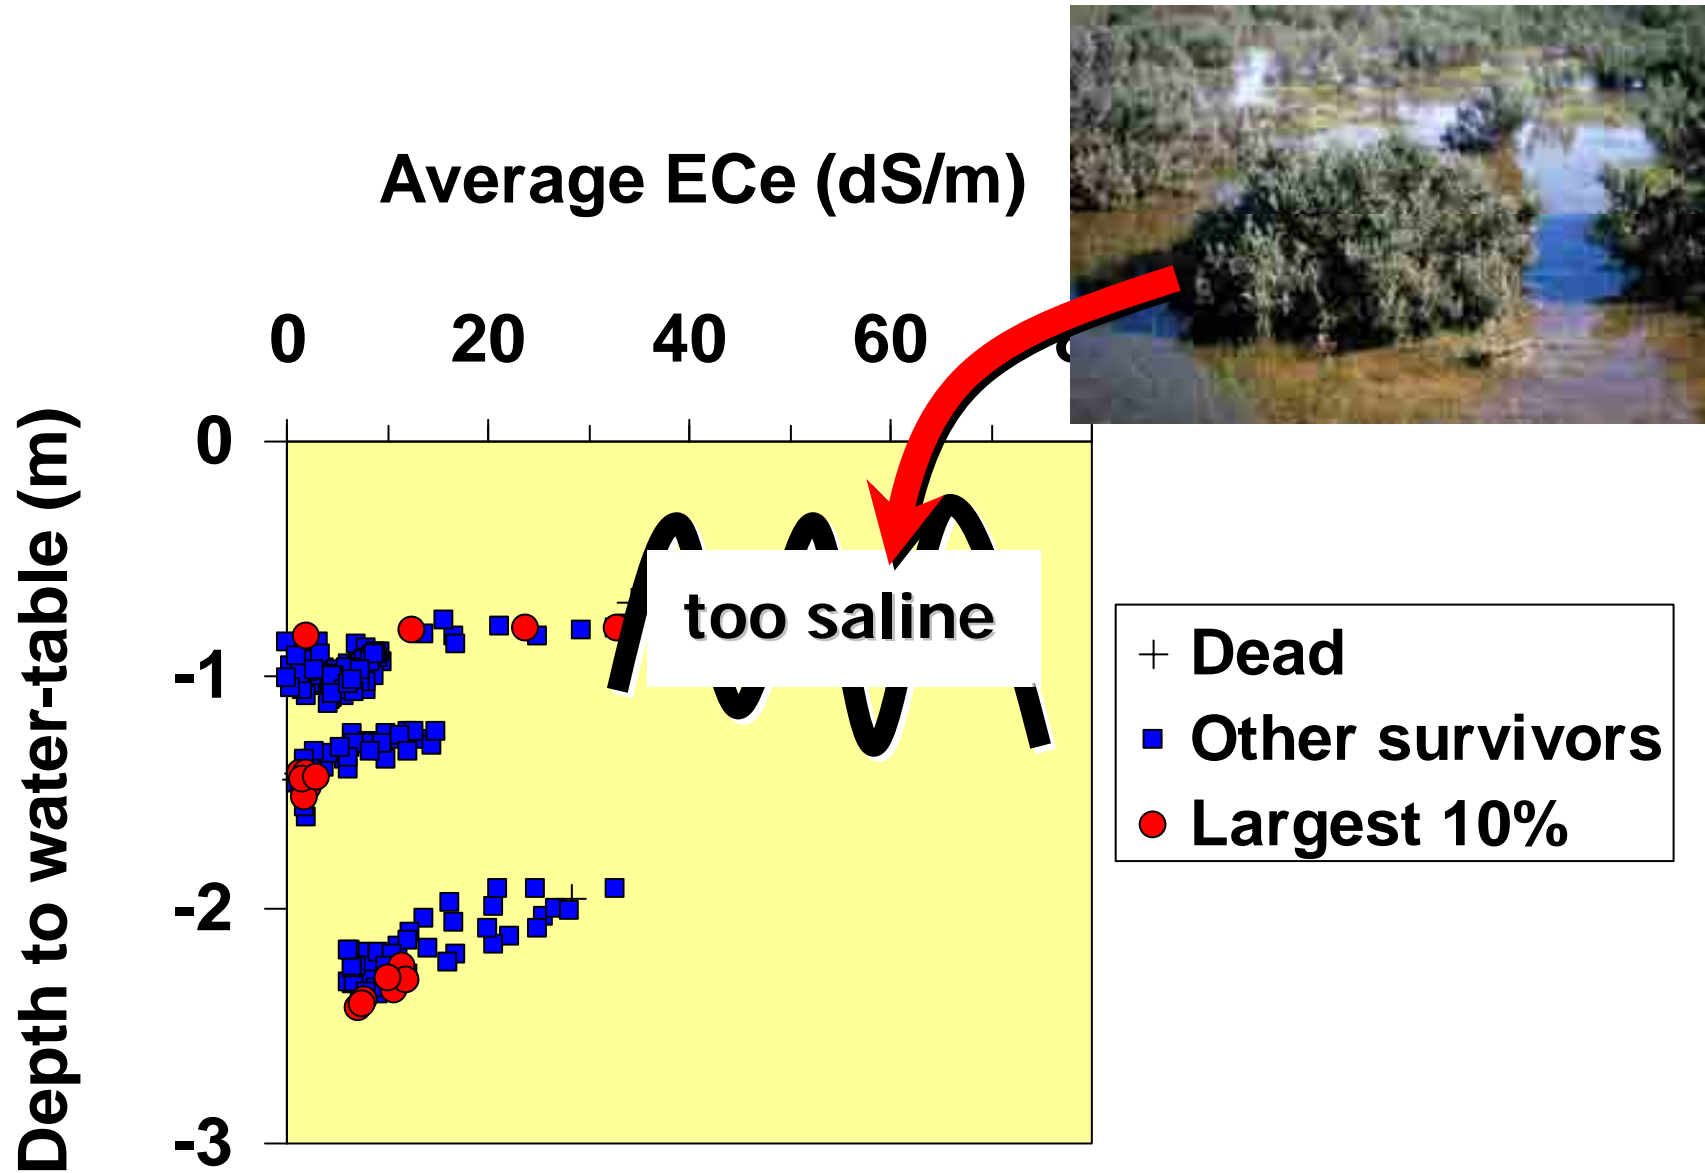 Average ECe (dS/m)
0 20 40 60
0
-1
-2
-3
Depth to water-table (m)
too saline
Dead
Other survivors
Largest 10%